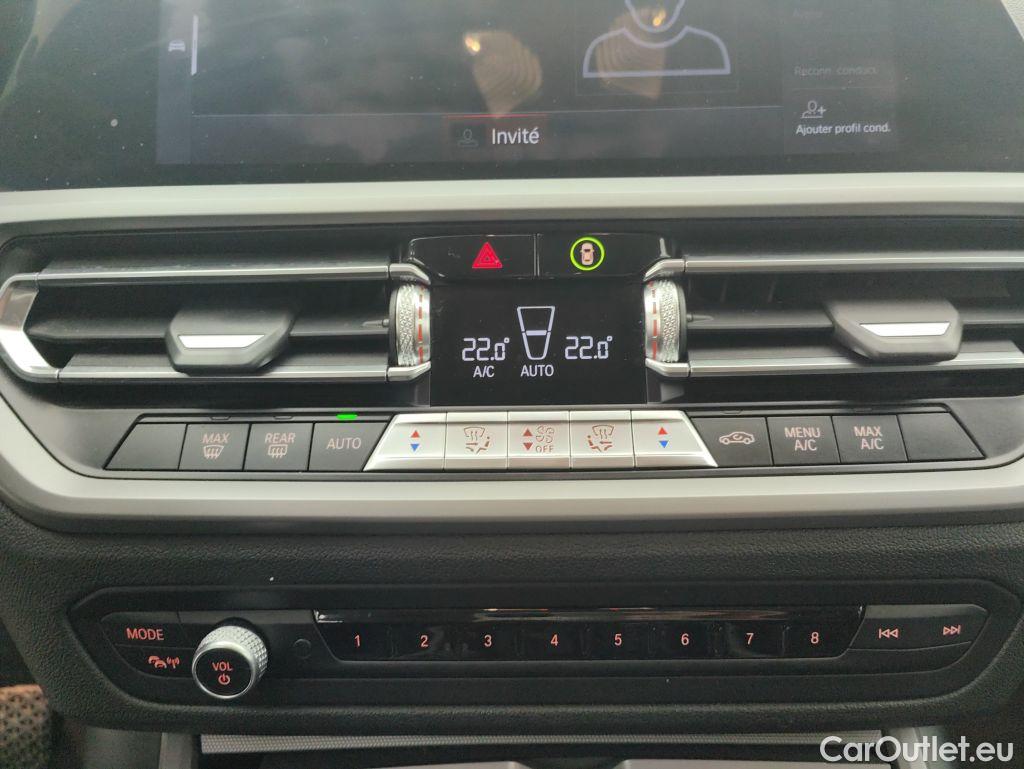 Reconn. conduct.
Ajouter profil cond.
Invité
22.0° 22.0°
A/C AUTO
MAX REAR AUTO OFF MENU A/C MAX A/C
MODE
1 2 3 4 5 6 7 8
VOL
CarOutlet.eu